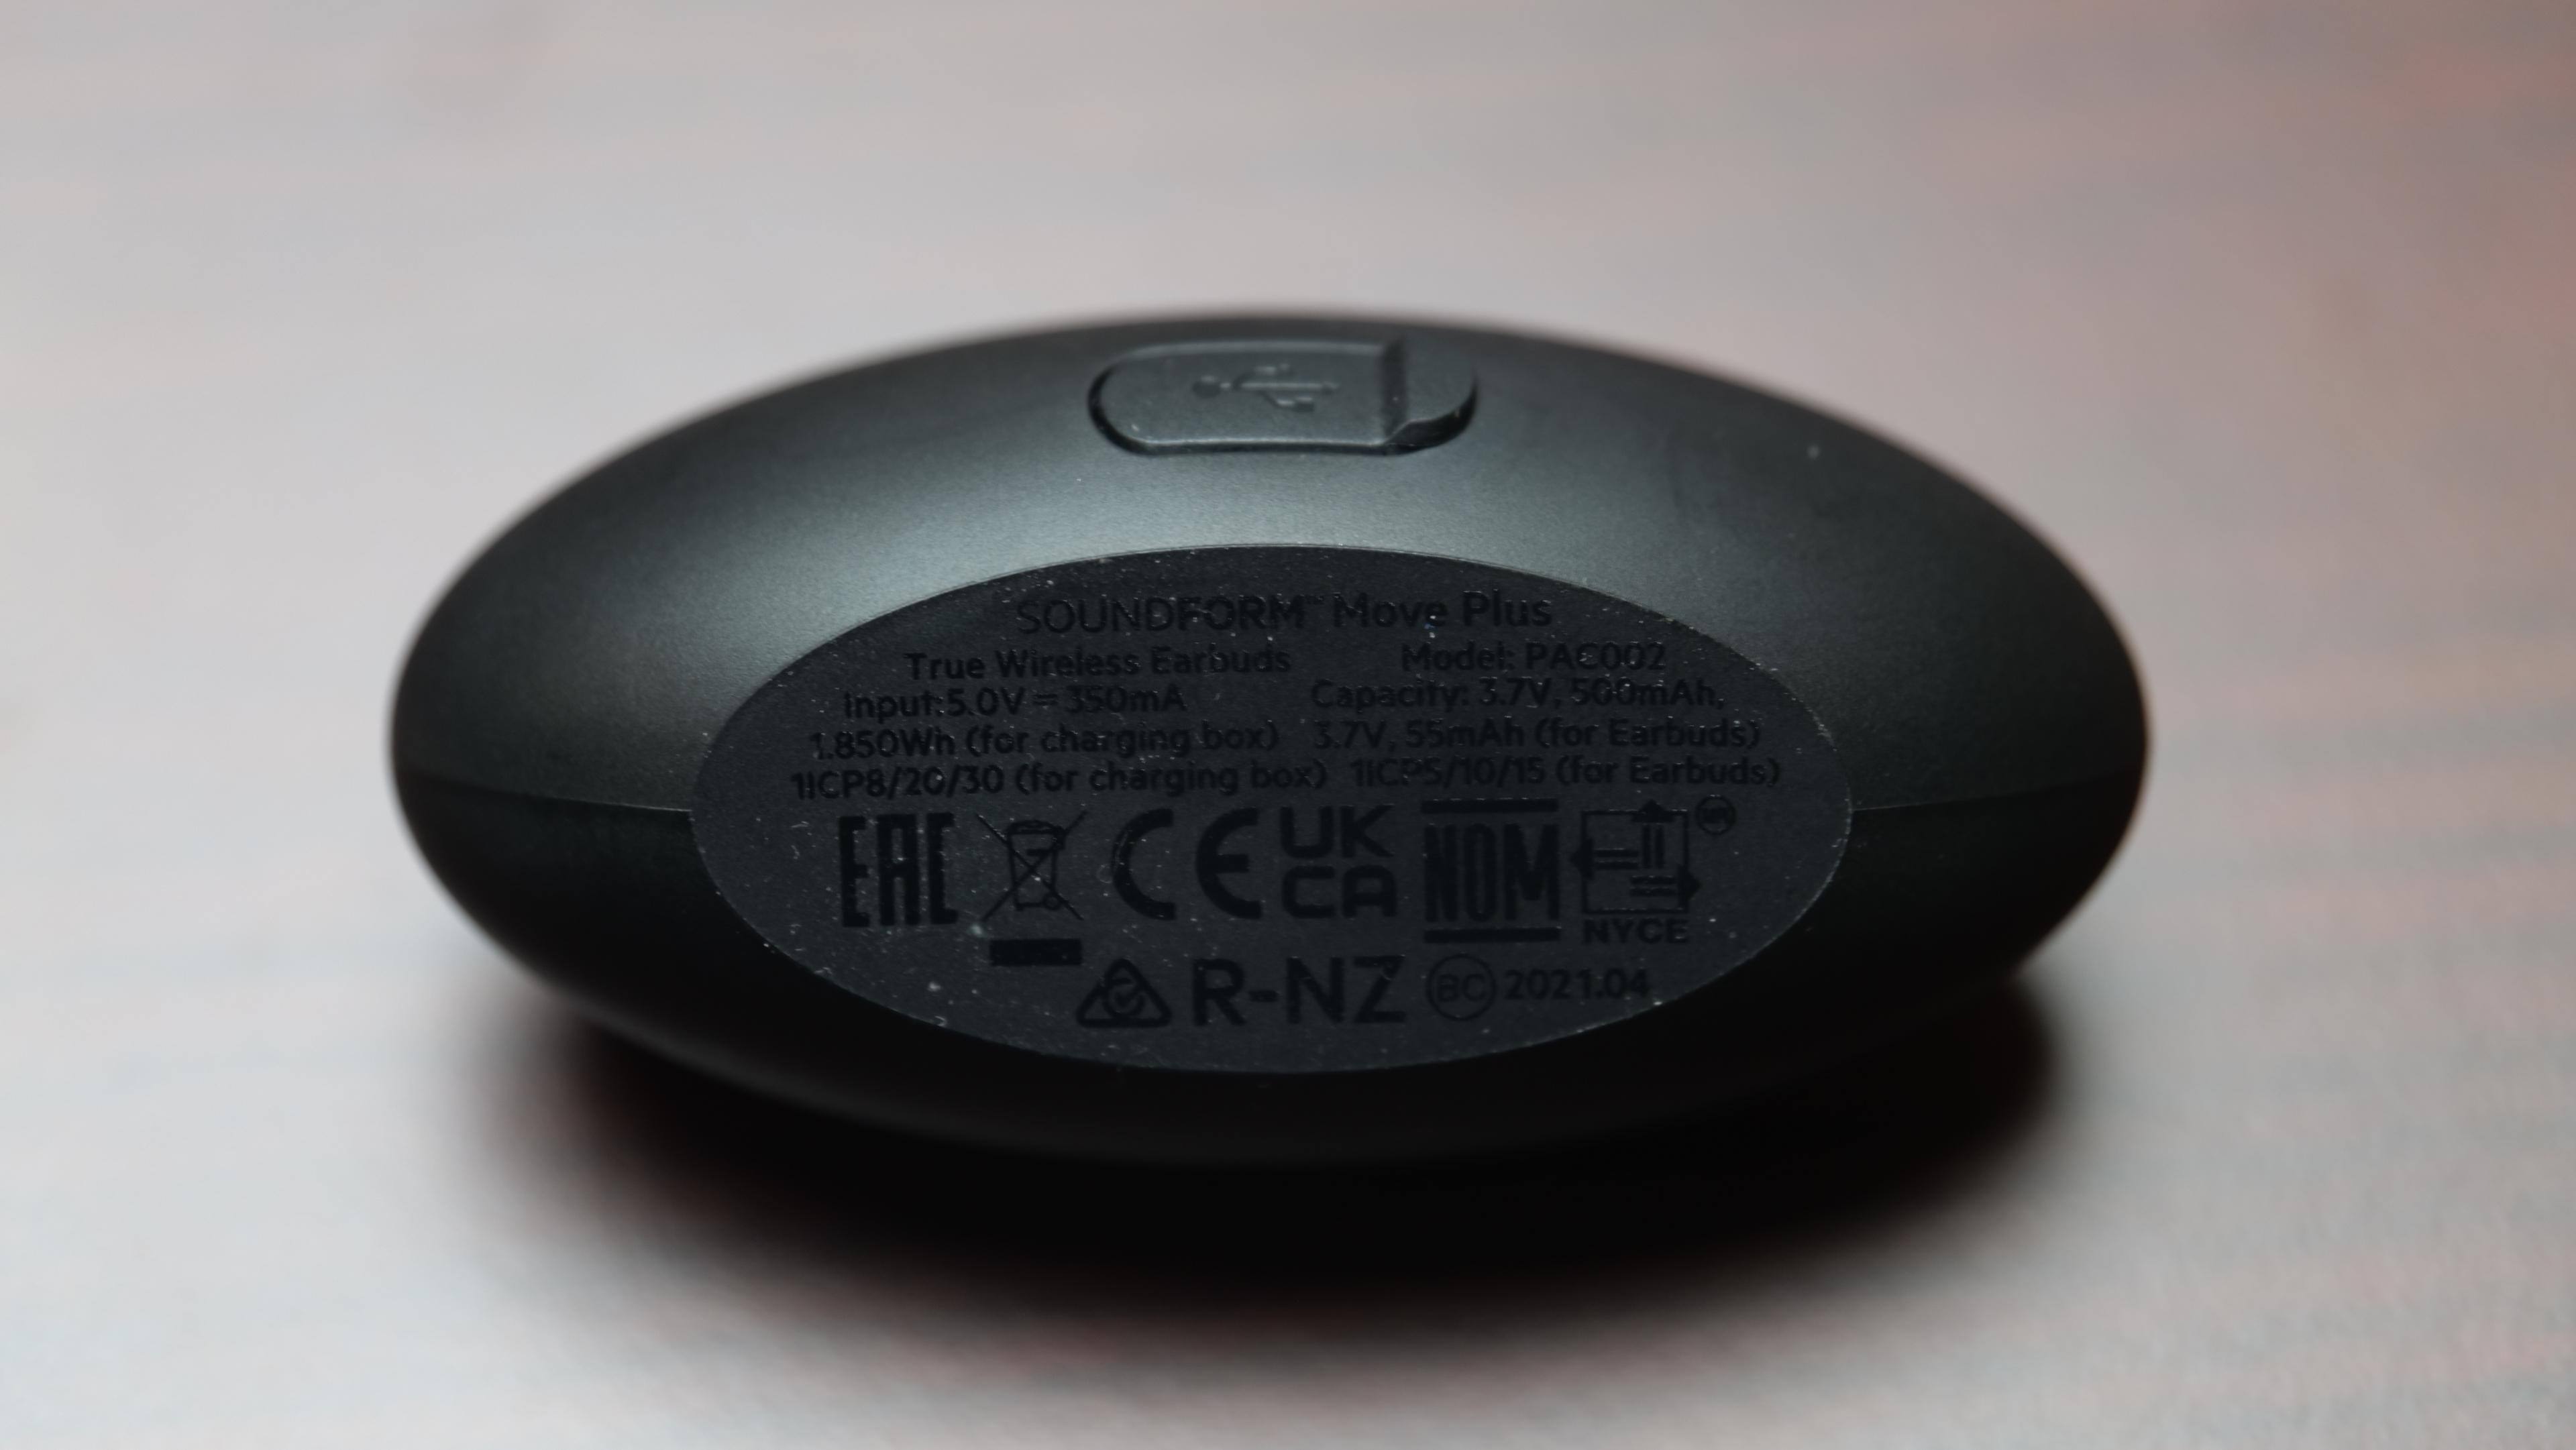 SOUNDFORM™ Move Plus
True Wireless Earbuds Model: PAC002
Input:5.0V⎓350mA Capacity: 3.7V, 500mAh,
1.850Wh (for charging box) 3.7V, 55mAh (for Earbuds)
1ICP8/20/30 (for charging box) 1ICP5/10/15 (for Earbuds)
EAC CE UK CA NOM NYCE
R-NZ BC 2021.04